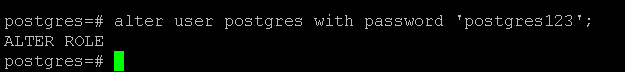 postgres=# alter user postgres with password 'postgres123';
ALTER ROLE
postgres=#